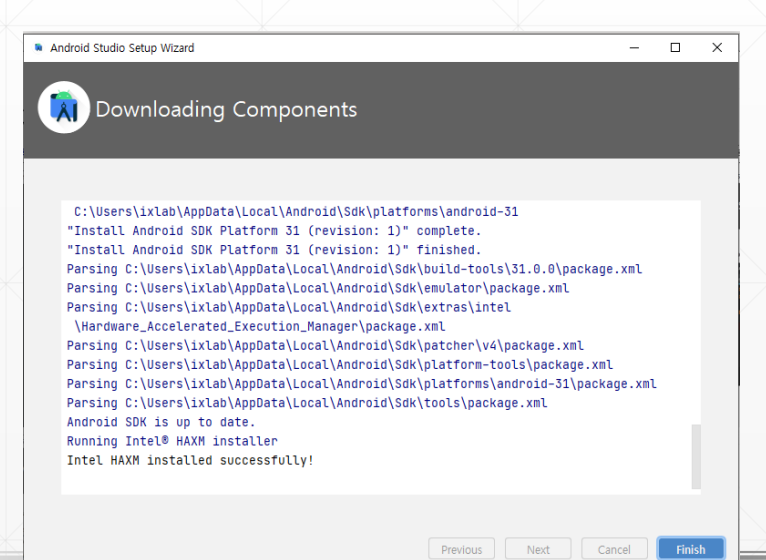 Android Studio Setup Wizard
Downloading Components
C:\Users\ixlab\AppData\Local\Android\Sdk\platforms\android-31
"Install Android SDK Platform 31 (revision: 1)" complete.
"Install Android SDK Platform 31 (revision: 1)" finished.
Parsing C:\Users\ixlab\AppData\Local\Android\Sdk\build-tools\31.0.0\package.xml
Parsing C:\Users\ixlab\AppData\Local\Android\Sdk\emulator\package.xml
Parsing C:\Users\ixlab\AppData\Local\Android\Sdk\extras\intel
\Hardware_Accelerated_Execution_Manager\package.xml
Parsing C:\Users\ixlab\AppData\Local\Android\Sdk\patcher\v4\package.xml
Parsing C:\Users\ixlab\AppData\Local\Android\Sdk\platform-tools\package.xml
Parsing C:\Users\ixlab\AppData\Local\Android\Sdk\platforms\android-31\package.xml
Parsing C:\Users\ixlab\AppData\Local\Android\Sdk\tools\package.xml
Android SDK is up to date.
Running Intel® HAXM installer
Intel HAXM installed successfully!
Previous Next Cancel Finish